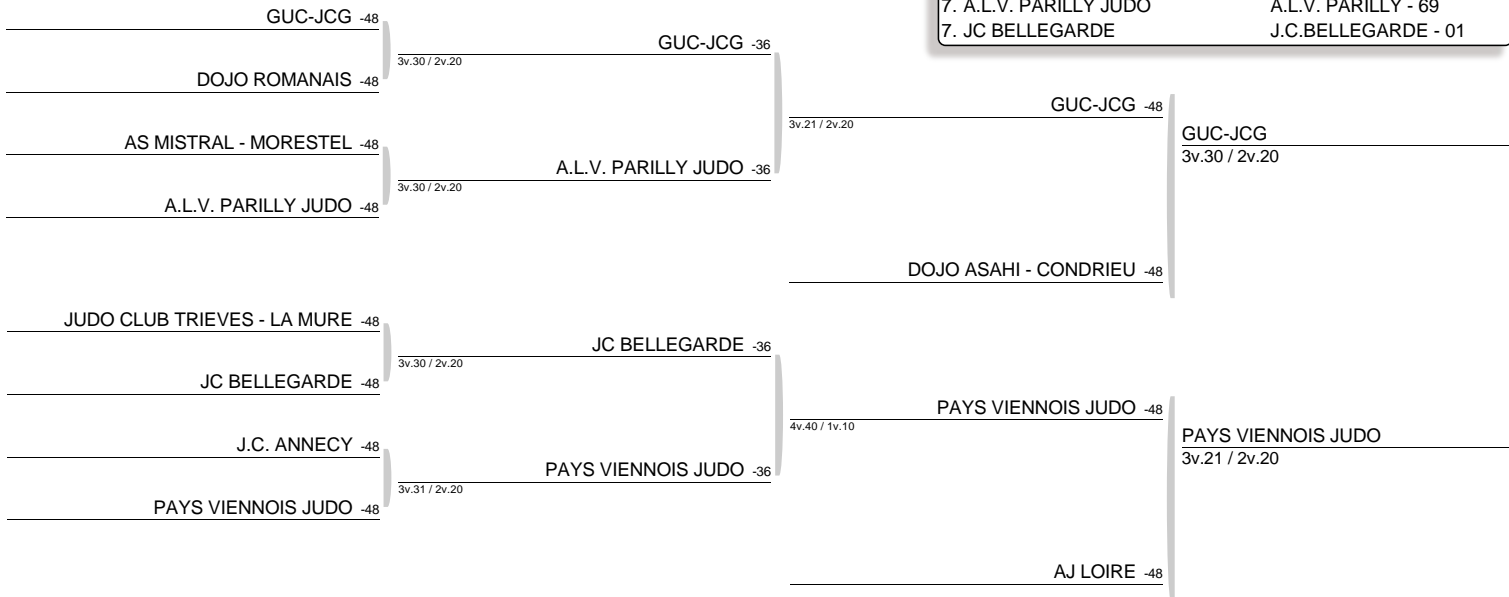 7. A.L.V. PARILLY JUDO A.L.V. PARILLY - 69
7. JC BELLEGARDE J.C.BELLEGARDE - 01
GUC-JCG -48
DOJO ROMANAIS -48
AS MISTRAL - MORESTEL -48
A.L.V. PARILLY JUDO -48
JUDO CLUB TRIEVES - LA MURE -48
JC BELLEGARDE -48
J.C. ANNECY -48
PAYS VIENNOIS JUDO -48
GUC-JCG -36
3v.30 / 2v.20
A.L.V. PARILLY JUDO -36
3v.30 / 2v.20
JC BELLEGARDE -36
3v.30 / 2v.20
PAYS VIENNOIS JUDO -36
3v.31 / 2v.20
GUC-JCG -48
3v.21 / 2v.20
DOJO ASAHI - CONDRIEU -48
PAYS VIENNOIS JUDO -48
4v.40 / 1v.10
AJ LOIRE -48
GUC-JCG
3v.30 / 2v.20
PAYS VIENNOIS JUDO
3v.21 / 2v.20